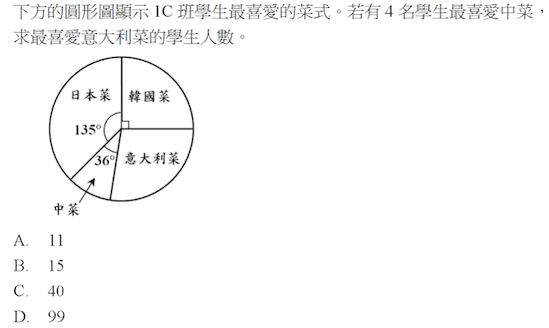 下方的圓形圖顯示 1C 班學生最喜愛的菜式。若有 4 名學生最喜愛中菜，
求最喜愛意大利菜的學生人數。
日本菜 韓國菜
135°
36° 意大利菜
中菜
A. 11
B. 15
C. 40
D. 99